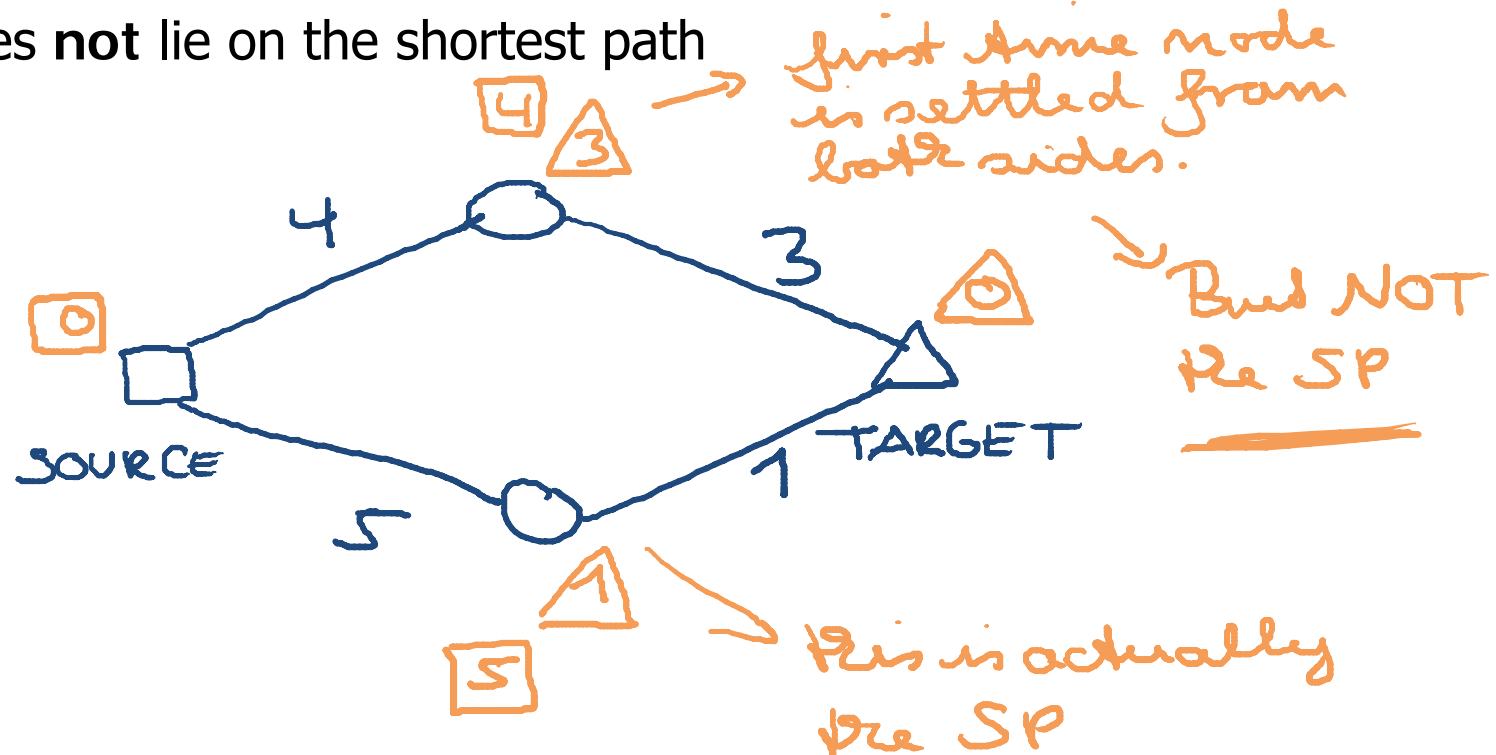 es not lie on the shortest path
first time node
is settled from
both sides.
4
3
4
3
0
0
But NOT
the SP
SOURCE
TARGET
5
1
1
5
this is actually
the SP